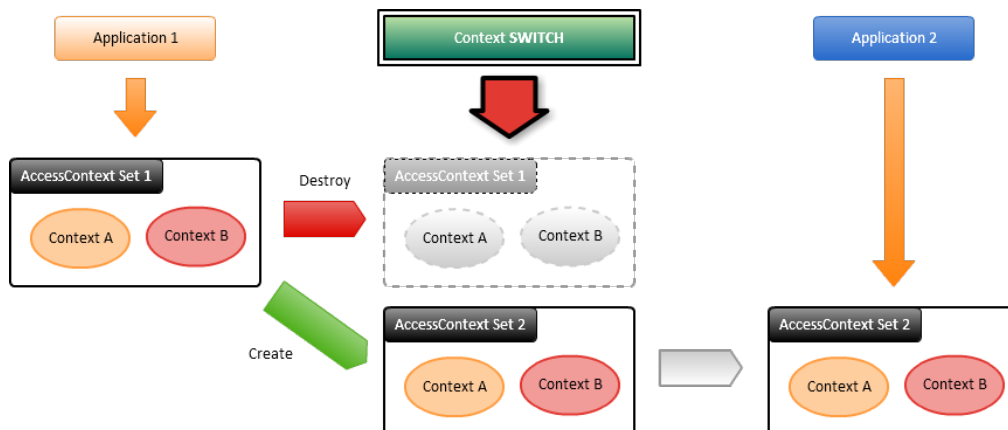 Application 1
Context SWITCH
Application 2
AccessContext Set 1
Context A
Context B
Destroy
AccessContext Set 1
Context A
Context B
Create
AccessContext Set 2
Context A
Context B
AccessContext Set 2
Context A
Context B